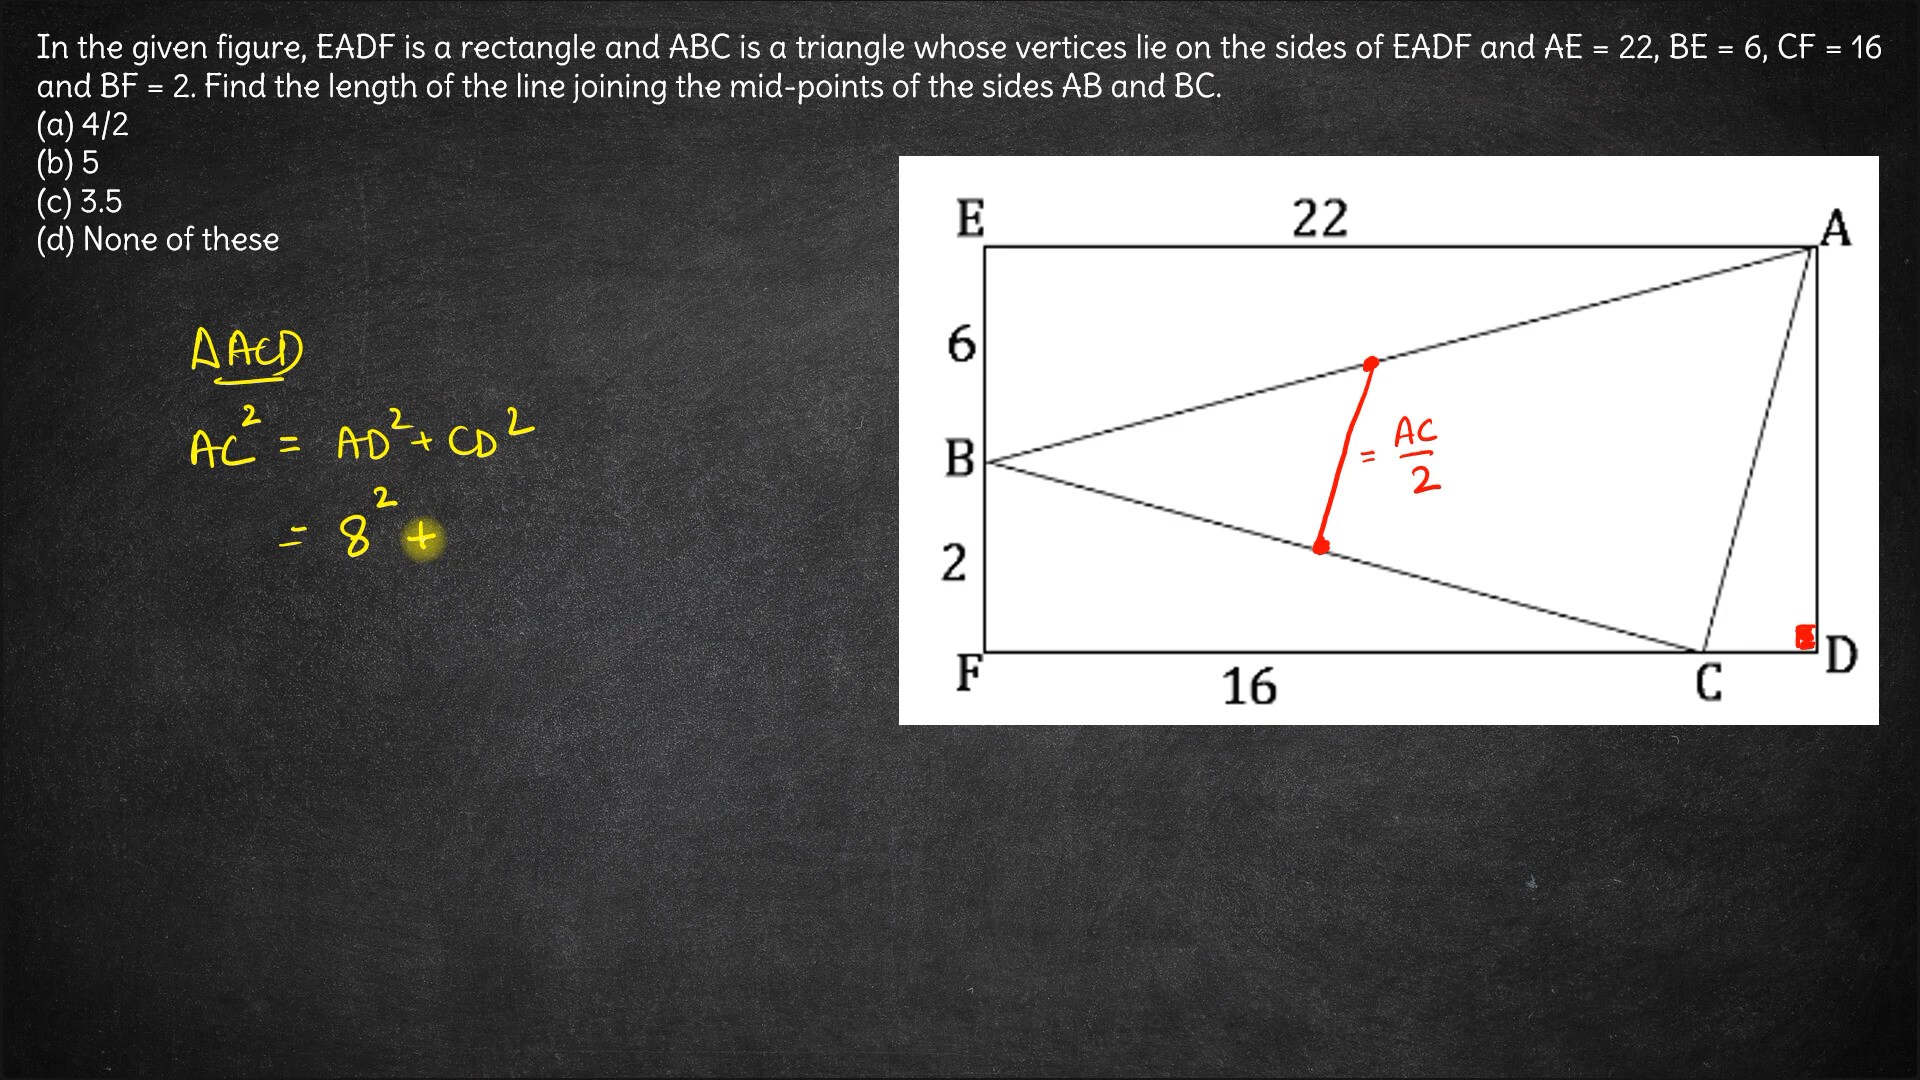 In the given figure, EADF is a rectangle and ABC is a triangle whose vertices lie on the sides of EADF and AE = 22, BE = 6, CF = 16
and BF = 2. Find the length of the line joining the mid-points of the sides AB and BC.
(a) 4/2
(b) 5
(c) 3.5
(d) None of these
E 22 A
6
B
2
F 16 C D
= AC/2
Δ ACD
AC² = AD² + CD²
= 8² +